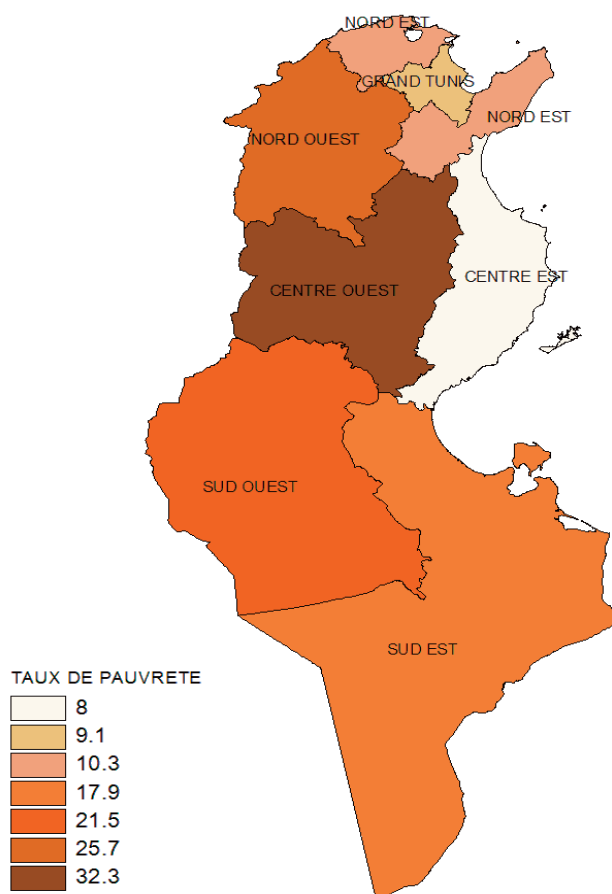 NORD EST
GRAND TUNIS
NORD EST
NORD OUEST
CENTRE EST
CENTRE OUEST
SUD OUEST
SUD EST
TAUX DE PAUVRETE
8
9.1
10.3
17.9
21.5
25.7
32.3